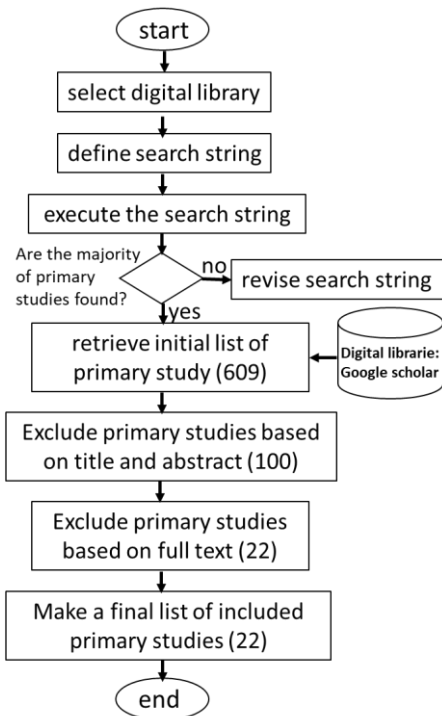 start
select digital library
define search string
execute the search string
Are the majority
of primary
studies found?
no
revise search string
yes
retrieve initial list of
primary study (609)
Digital librarie:
Google scholar
Exclude primary studies based
on title and abstract (100)
Exclude primary studies
based on full text (22)
Make a final list of included
primary studies (22)
end